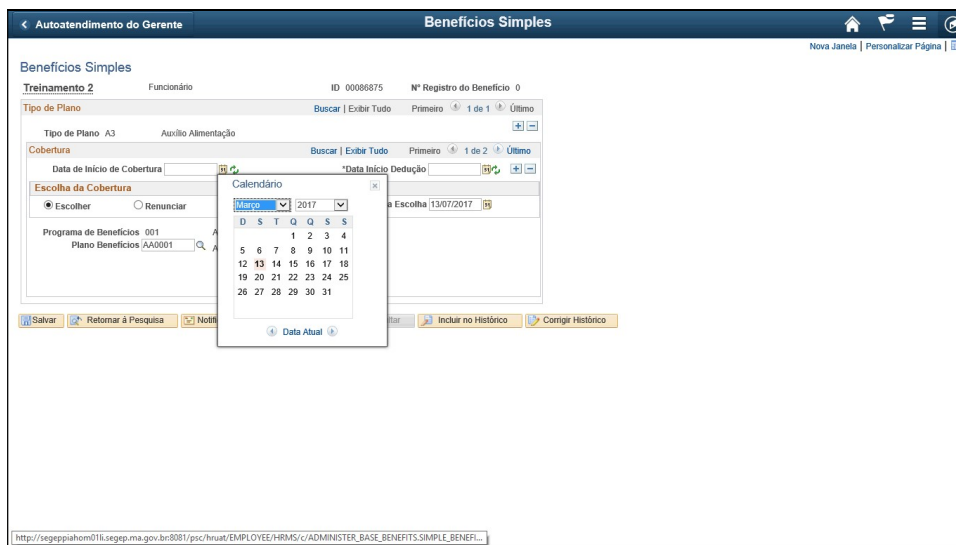 Autoatendimento do Gerente
Benefícios Simples
Nova Janela | Personalizar Página |
Benefícios Simples
Treinamento 2 Funcionário ID 00086875 Nº Registro do Benefício 0
Tipo de Plano Buscar | Exibir Tudo Primeiro 1 de 1 Último
Tipo de Plano A3 Auxílio Alimentação
Cobertura Buscar | Exibir Tudo Primeiro 1 de 2 Último
Data de Início de Cobertura *Data Início Dedução
Escolha da Cobertura
Escolher Renunciar a Escolha 13/07/2017
Programa de Benefícios 001 A
Plano Benefícios AA0001 A
Calendário
Março 2017
D S T Q Q S S
1 2 3 4
5 6 7 8 9 10 11
12 13 14 15 16 17 18
19 20 21 22 23 24 25
26 27 28 29 30 31
Data Atual
Salvar Retornar à Pesquisa Notifi tar Incluir no Histórico Corrigir Histórico
http://segeppiahom01li.segep.ma.gov.br:8081/psc/hruat/EMPLOYEE/HRMS/c/ADMINISTER_BASE_BENEFITS.SIMPLE_BENEFI...